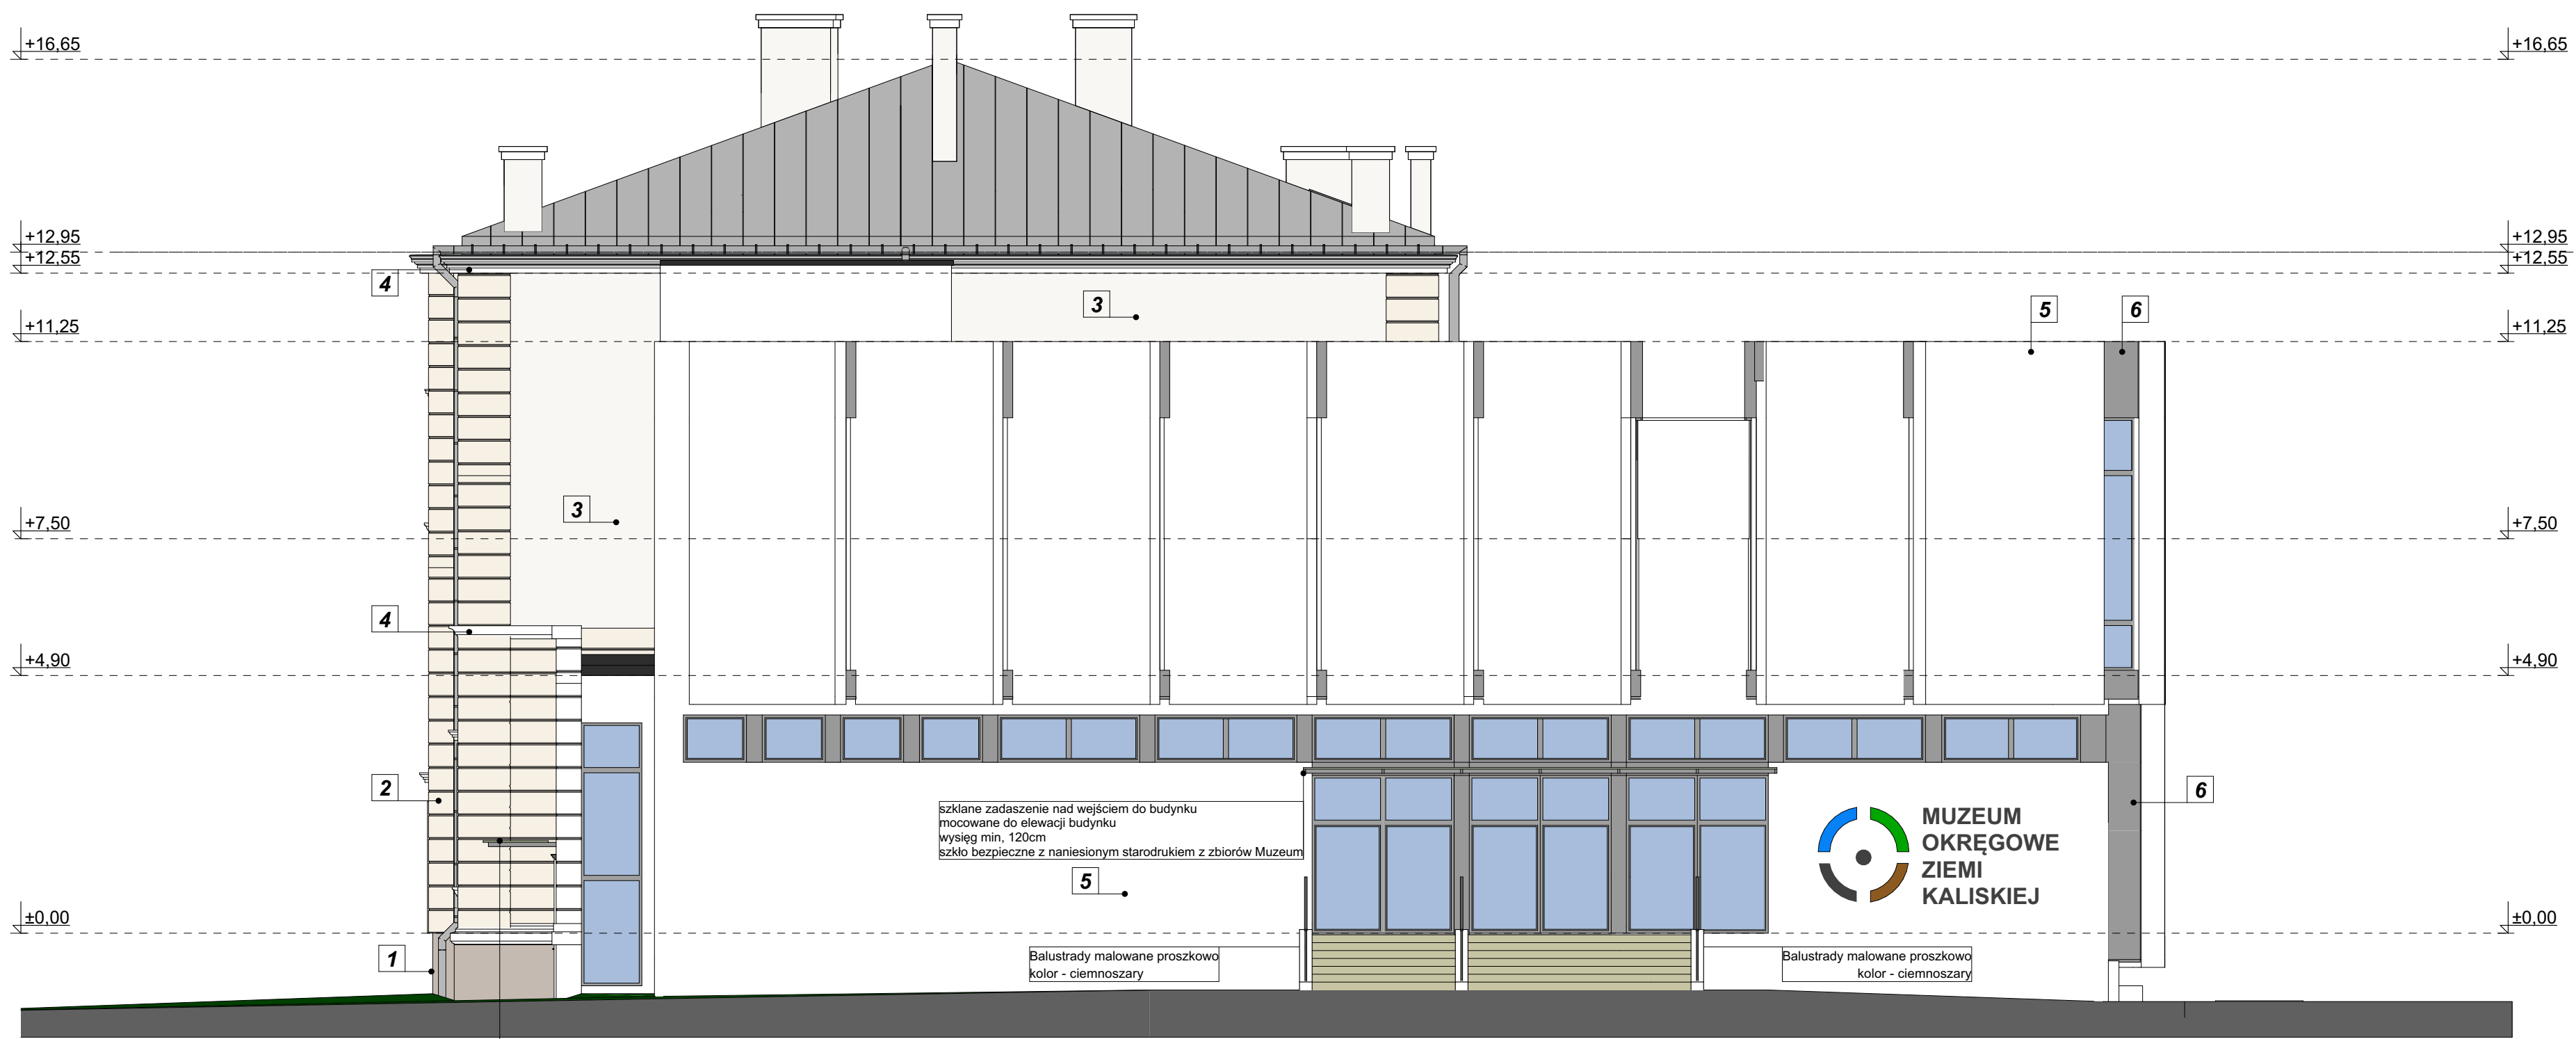 +16,65
+16,65
+12,95
+12,95
+12,55
+12,55
4
3
5
6
+11,25
+11,25
3
+7,50
+7,50
4
+4,90
+4,90
2
6
szklane zadaszenie nad wejściem do budynku
mocowane do elewacji budynku
wysięg min, 120cm
szkło bezpieczne z naniesionym starodrukiem z zbiorów Muzeum
MUZEUM
OKRĘGOWE
ZIEMI
KALISKIEJ
5
±0,00
±0,00
1
Balustrady malowane proszkowo
kolor - ciemnoszary
Balustrady malowane proszkowo
kolor - ciemnoszary